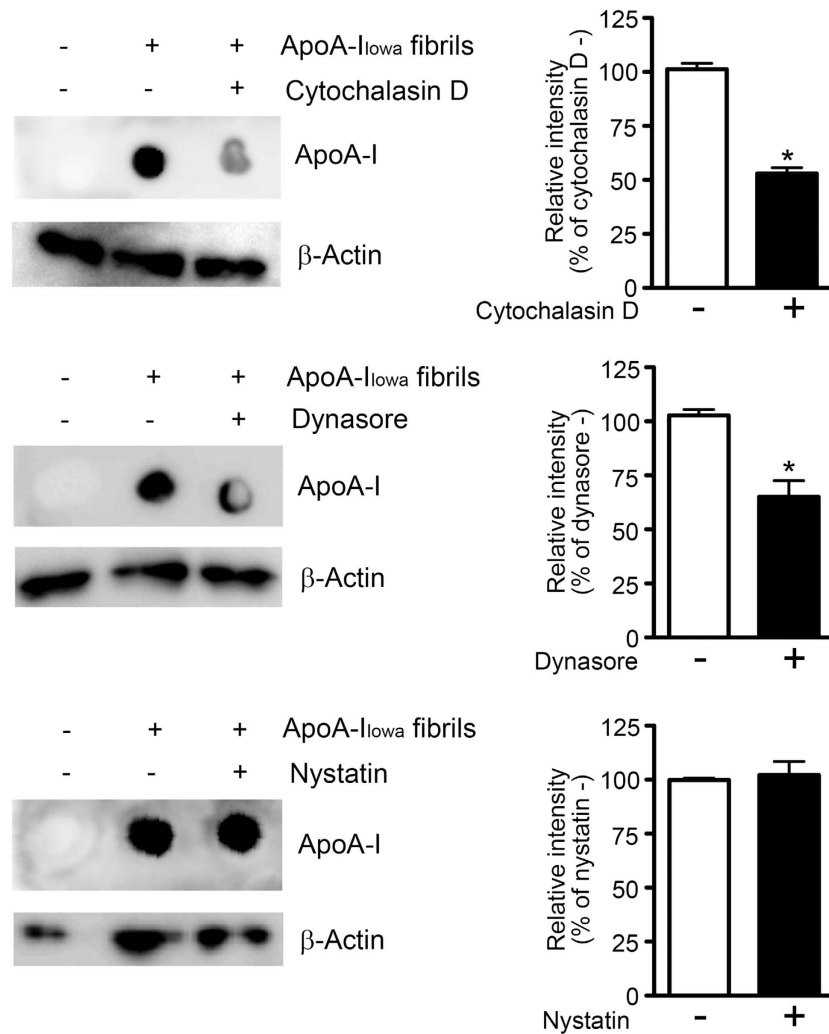 - + + ApoA-IIowa fibrils
- - + Cytochalasin D
ApoA-I
β-Actin
Relative intensity
(% of cytochalasin D -)
125
100
75
50
25
0
*
Cytochalasin D - +
- + + ApoA-IIowa fibrils
- - + Dynasore
ApoA-I
β-Actin
Relative intensity
(% of dynasore -)
125
100
75
50
25
0
*
Dynasore - +
- + + ApoA-IIowa fibrils
- - + Nystatin
ApoA-I
β-Actin
Relative intensity
(% of nystatin -)
125
100
75
50
25
0
Nystatin - +